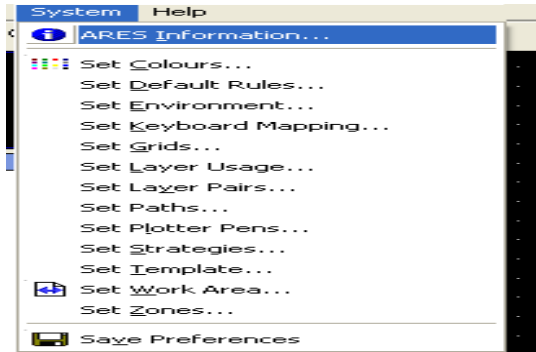 System Help
ARES Information...
Set Colours...
Set Default Rules...
Set Environment...
Set Keyboard Mapping...
Set Grids...
Set Layer Usage...
Set Layer Pairs...
Set Paths...
Set Plotter Pens...
Set Strategies...
Set Template...
Set Work Area...
Set Zones...
Save Preferences